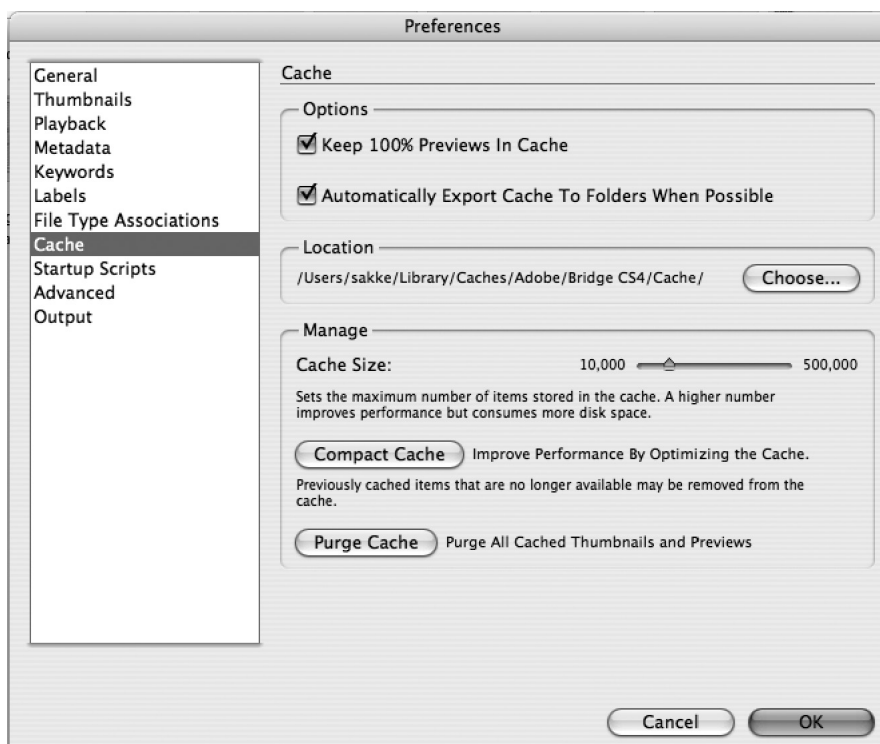 Preferences
General
Thumbnails
Playback
Metadata
Keywords
Labels
File Type Associations
Cache
Startup Scripts
Advanced
Output
Cache
Options
Keep 100% Previews In Cache
Automatically Export Cache To Folders When Possible
Location
/Users/sakke/Library/Caches/Adobe/Bridge CS4/Cache/ Choose...
Manage
Cache Size: 10,000 500,000
Sets the maximum number of items stored in the cache. A higher number
improves performance but consumes more disk space.
Compact Cache Improve Performance By Optimizing the Cache.
Previously cached items that are no longer available may be removed from the
cache.
Purge Cache Purge All Cached Thumbnails and Previews
Cancel OK